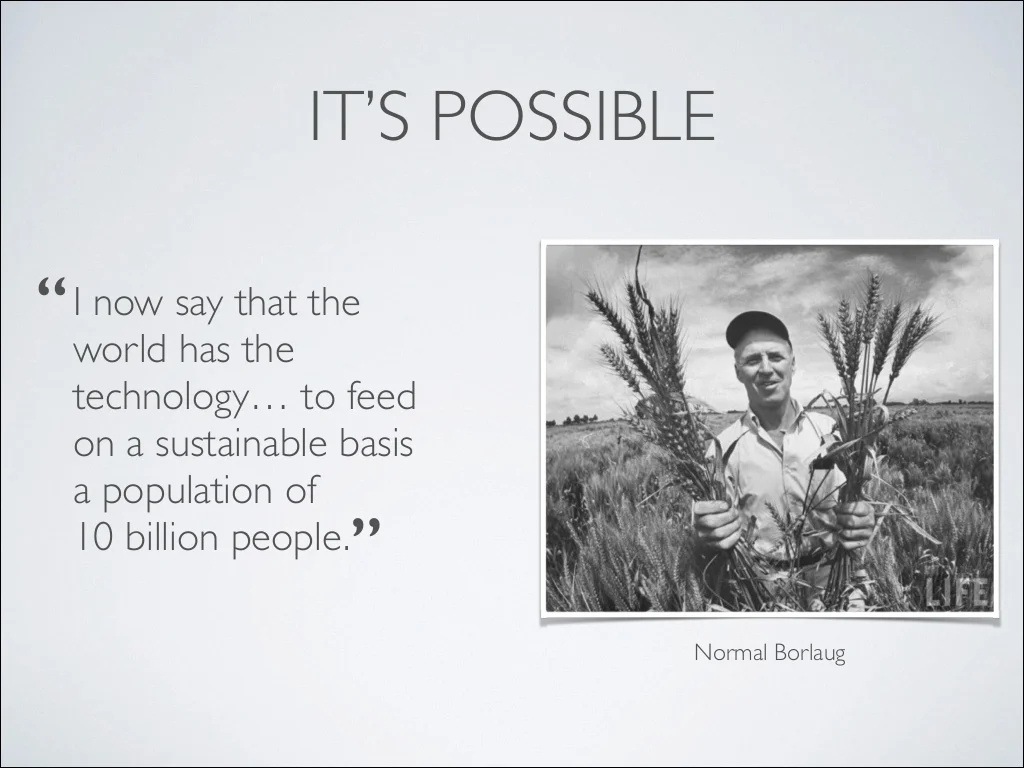 IT’S POSSIBLE
“I now say that the
world has the
technology… to feed
on a sustainable basis
a population of
10 billion people.”
LIFE
Normal Borlaug